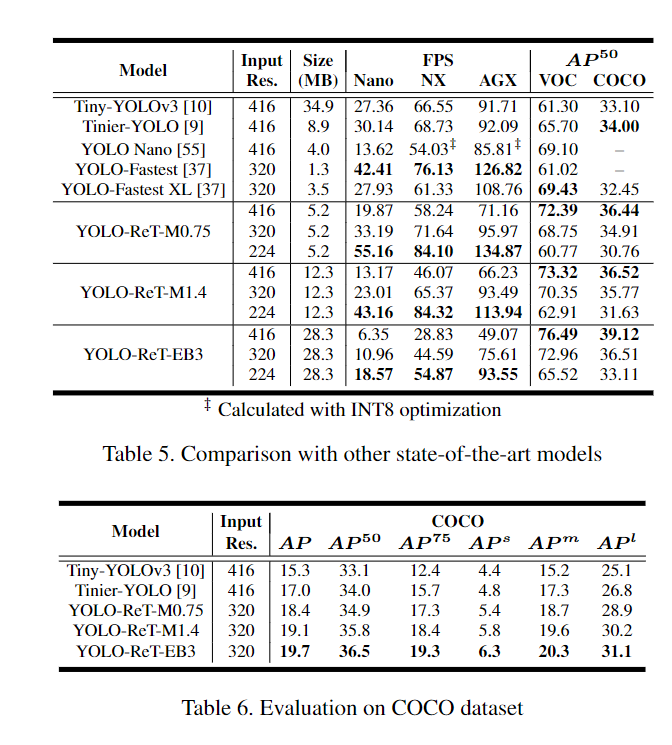 Model Input Size FPS AP50
Res. (MB) Nano NX AGX VOC COCO
Tiny-YOLOv3 [10] 416 34.9 27.36 66.55 91.71 61.30 33.10
Tinier-YOLO [9] 416 8.9 30.14 68.73 92.09 65.70 34.00
YOLO Nano [55] 416 4.0 13.62 54.03‡ 85.81‡ 69.10 –
YOLO-Fastest [37] 320 1.3 42.41 76.13 126.82 61.02 –
YOLO-Fastest XL [37] 320 3.5 27.93 61.33 108.76 69.43 32.45
416 5.2 19.87 58.24 71.16 72.39 36.44
YOLO-ReT-M0.75 320 5.2 33.19 71.64 95.97 68.75 34.91
224 5.2 55.16 84.10 134.87 60.77 30.76
416 12.3 13.17 46.07 66.23 73.32 36.52
YOLO-ReT-M1.4 320 12.3 23.01 65.37 93.49 70.35 35.77
224 12.3 43.16 84.32 113.94 62.91 31.63
416 28.3 6.35 28.83 49.07 76.49 39.12
YOLO-ReT-EB3 320 28.3 10.96 44.59 75.61 72.96 36.51
224 28.3 18.57 54.87 93.55 65.52 33.11
‡ Calculated with INT8 optimization
Table 5. Comparison with other state-of-the-art models
Model Input COCO
Res. AP AP50 AP75 APs APm APl
Tiny-YOLOv3 [10] 416 15.3 33.1 12.4 4.4 15.2 25.1
Tinier-YOLO [9] 416 17.0 34.0 15.7 4.8 17.3 26.8
YOLO-ReT-M0.75 320 18.4 34.9 17.3 5.4 18.7 28.9
YOLO-ReT-M1.4 320 19.1 35.8 18.4 5.8 19.6 30.2
YOLO-ReT-EB3 320 19.7 36.5 19.3 6.3 20.3 31.1
Table 6. Evaluation on COCO dataset